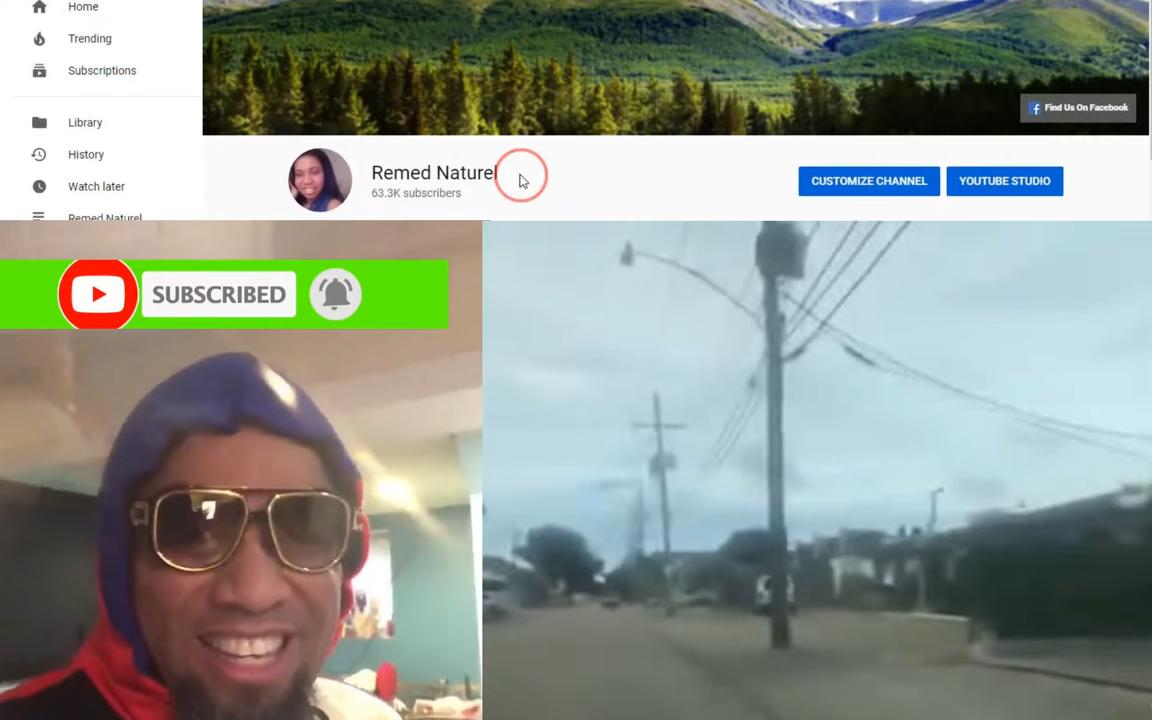 Home
Trending
Subscriptions
Library
History
Watch later
Remed Naturel
Find Us On Facebook
Remed Naturel
63.3K subscribers
CUSTOMIZE CHANNEL
YOUTUBE STUDIO
SUBSCRIBED